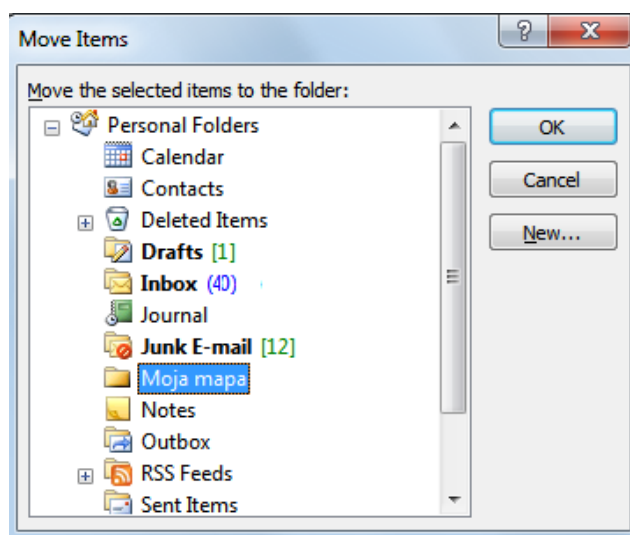 Move Items
Move the selected items to the folder:
Personal Folders
Calendar
Contacts
Deleted Items
Drafts [1]
Inbox (40)
Journal
Junk E-mail [12]
Moja mapa
Notes
Outbox
RSS Feeds
Sent Items
OK
Cancel
New...